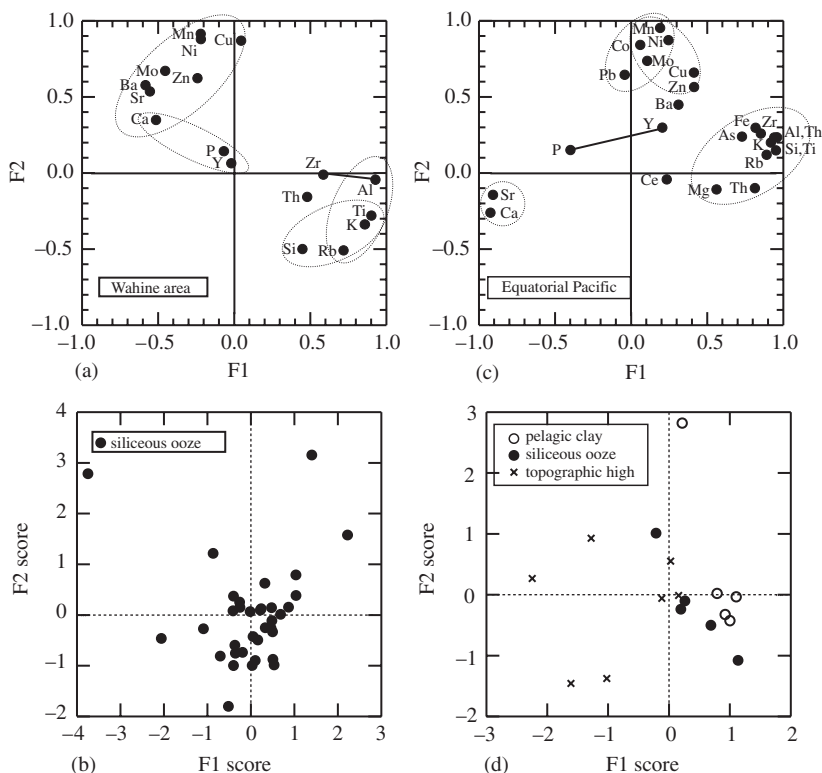 1.0
0.5
0.0
−0.5
−1.0
F2
Mn
Ni
Cu
Mo
Zn
Ba
Sr
Ca
P
Y
Zr
Al
Th
Ti
K
Si
Rb
Wahine area
−1.0 −0.5 0.0 0.5 1.0
(a) F1
1.0
0.5
0.0
−0.5
−1.0
F2
Mn
Co
Ni
Mo
Pb
Cu
Zn
Ba
Y
P
Fe Zr
As Al,Th
K Si,Ti
Rb
Ce
Mg Th
Sr
Ca
Equatorial Pacific
−1.0 −0.5 0.0 0.5 1.0
(c) F1
4
3
2
1
0
−1
−2
F2 score
siliceous ooze
−4 −3 −2 −1 0 1 2 3
(b) F1 score
3
2
1
0
−1
−2
F2 score
pelagic clay
siliceous ooze
topographic high
−3 −2 −1 0 1 2
(d) F1 score